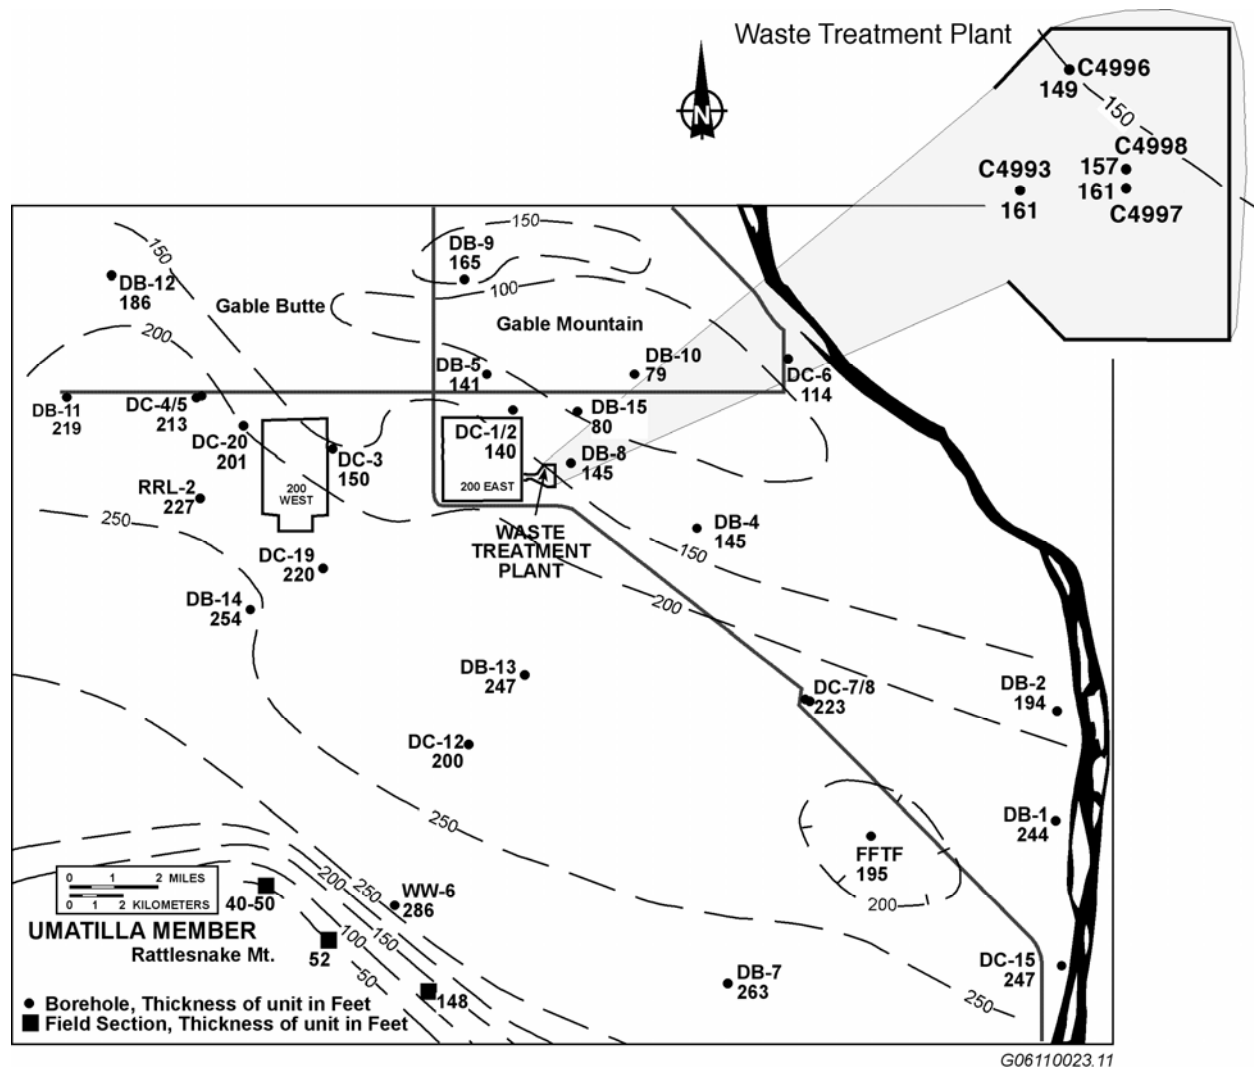 Waste Treatment Plant
C4996
149
150
C4998
157
C4993
161
161
C4997
N
150
DB-9
165
150
DB-12
186
100
Gable Butte
Gable Mountain
200
DB-10
79
DB-5
141
DC-6
114
DB-11
219
DC-4/5
213
DB-15
80
DC-20
201
DC-1/2
140
DC-3
150
DB-8
145
RRL-2
227
200
WEST
200 EAST
250
DB-4
145
WASTE
TREATMENT
PLANT
150
DC-19
220
DB-14
254
200
DB-13
247
DC-7/8
223
DB-2
194
DC-12
200
250
DB-1
244
FFTF
195
200
0 1 2 MILES
0 1 2 KILOMETERS
200
250
WW-6
286
40-50
UMATILLA MEMBER
Rattlesnake Mt.
52
100
150
50
148
DB-7
263
DC-15
247
250
Borehole, Thickness of unit in Feet
Field Section, Thickness of unit in Feet
G06110023.11